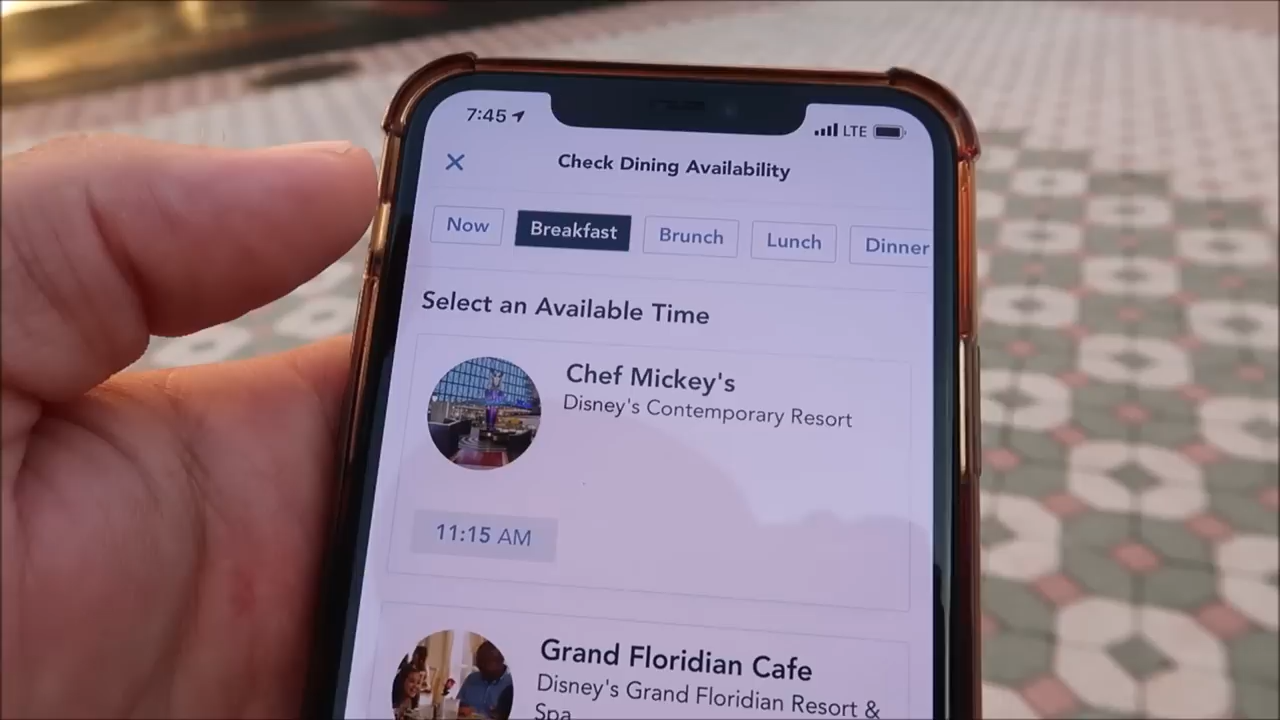 7:45
LTE
Check Dining Availability
Now
Breakfast
Brunch
Lunch
Dinner
Select an Available Time
Chef Mickey's
Disney's Contemporary Resort
11:15 AM
Grand Floridian Cafe
Disney's Grand Floridian Resort &
Spa